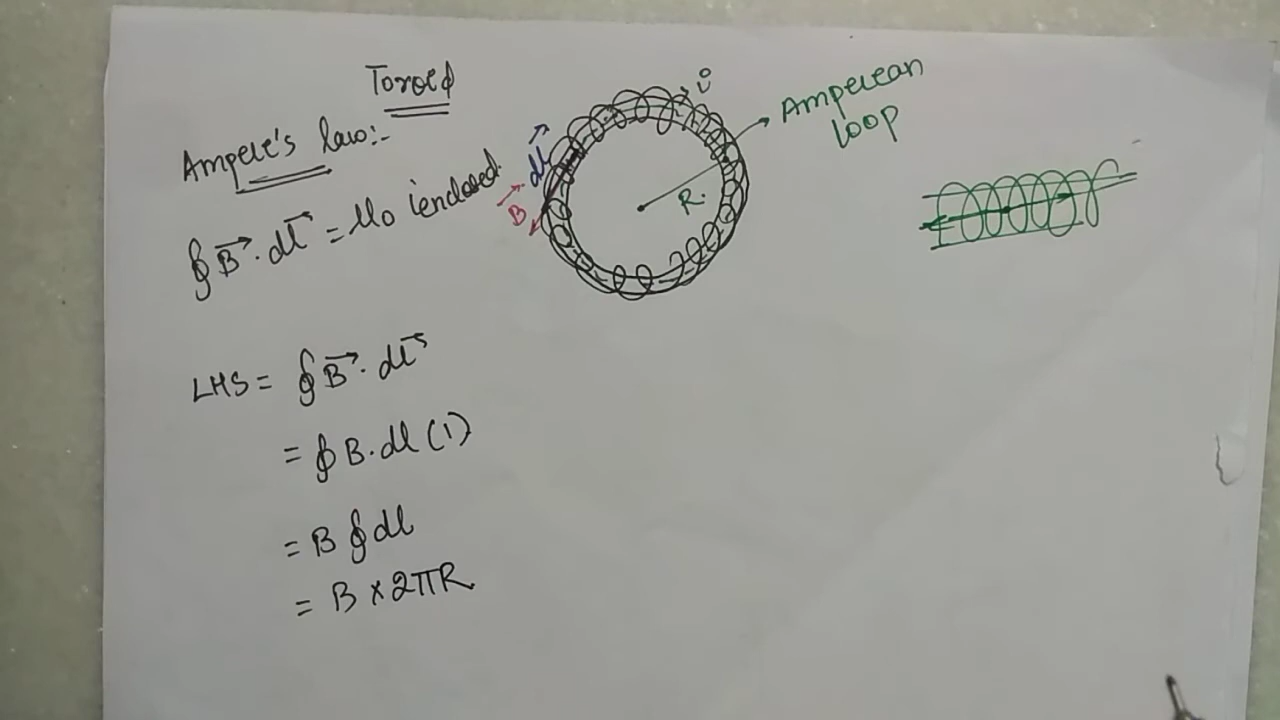 Toroid
Ampere's law:-
∮B⃗·dl⃗ = μ0 ienclosed.
dl⃗
B⃗
i
R.
Amperean
loop
LHS = ∮B⃗·dl⃗
= ∮B.dl(1)
= B∮dl
= B × 2πR